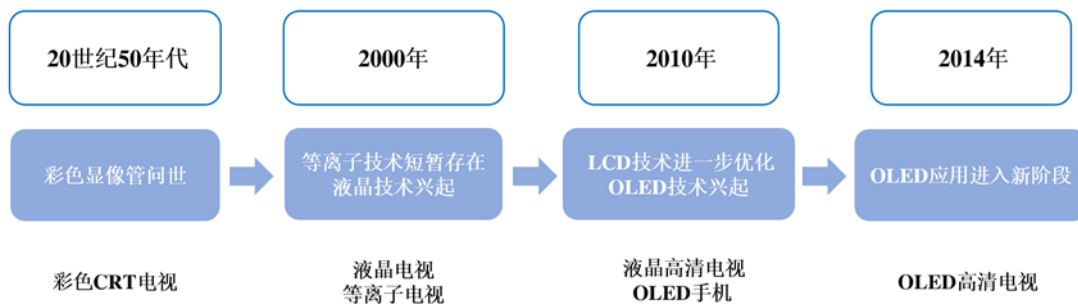 20世纪50年代
2000年
2010年
2014年
彩色显像管问世
等离子技术短暂存在
液晶技术兴起
LCD技术进一步优化
OLED技术兴起
OLED应用进入新阶段
彩色CRT电视
液晶电视
等离子电视
液晶高清电视
OLED手机
OLED高清电视